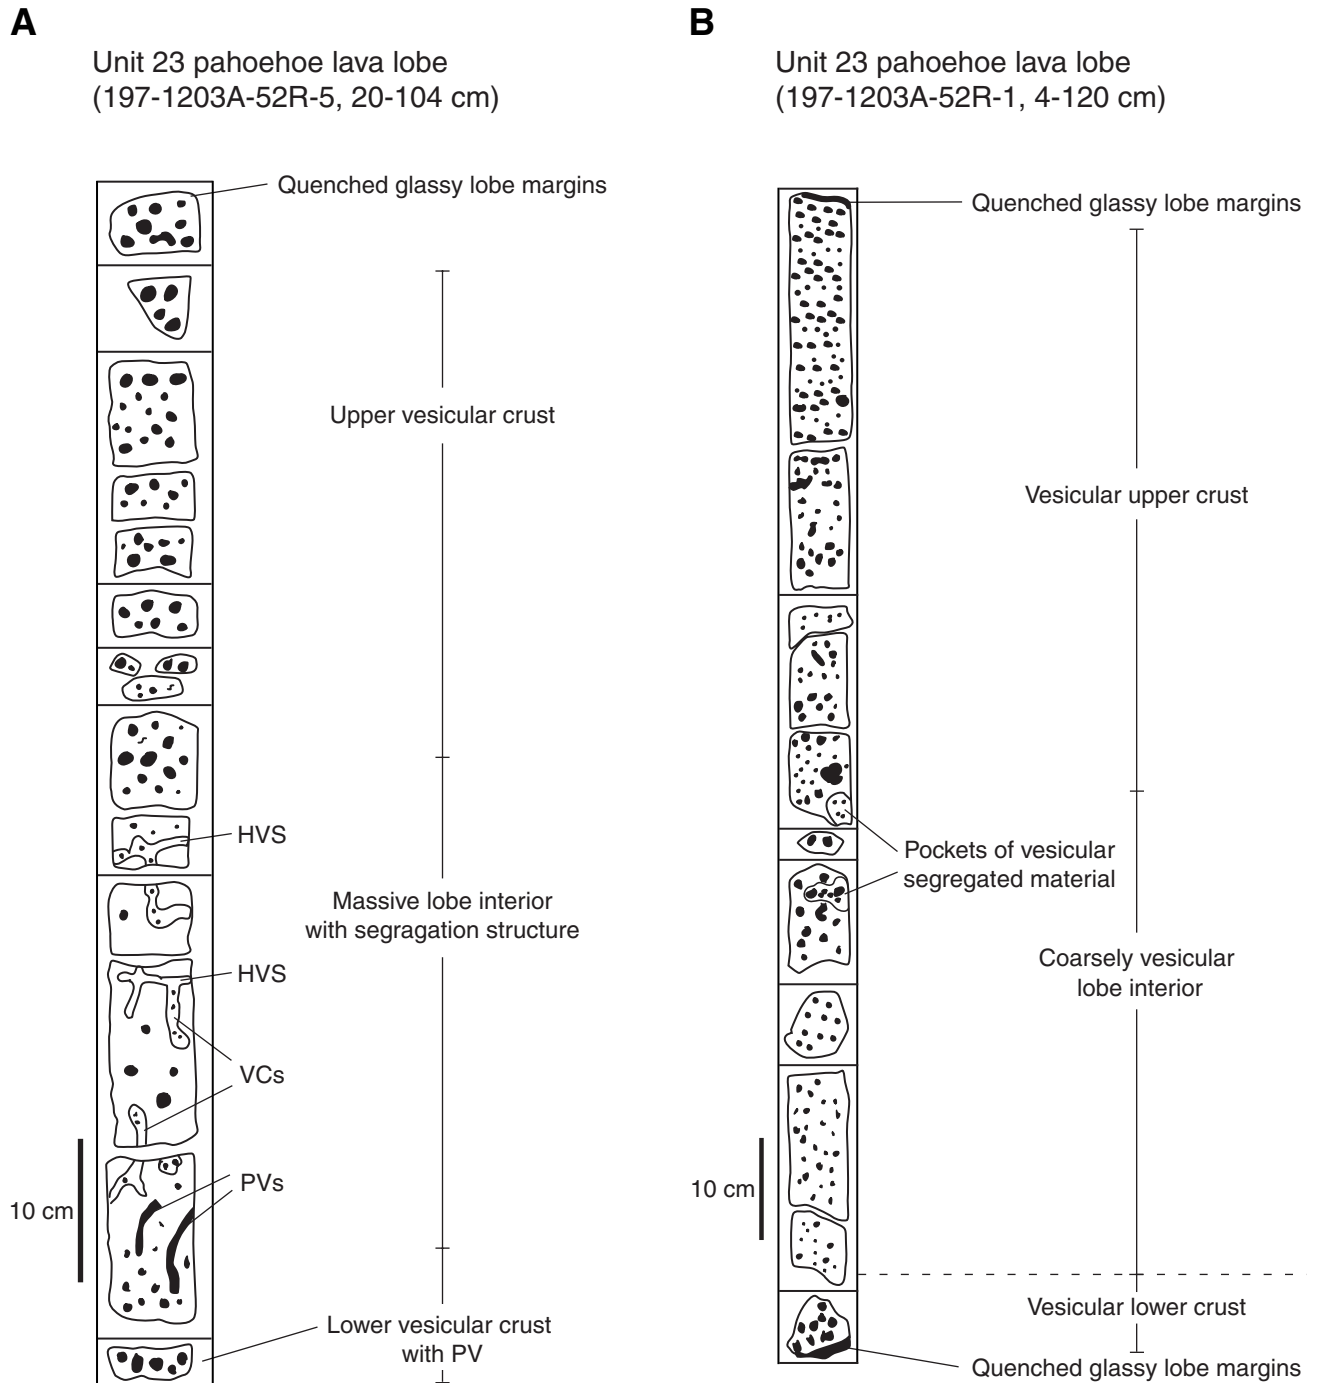 A
Unit 23 pahoehoe lava lobe
(197-1203A-52R-5, 20-104 cm)
Quenched glassy lobe margins
Upper vesicular crust
HVS
Massive lobe interior
with segragation structure
HVS
VCs
PVs
10 cm
Lower vesicular crust
with PV
B
Unit 23 pahoehoe lava lobe
(197-1203A-52R-1, 4-120 cm)
Quenched glassy lobe margins
Vesicular upper crust
Pockets of vesicular
segregated material
Coarsely vesicular
lobe interior
10 cm
Vesicular lower crust
Quenched glassy lobe margins